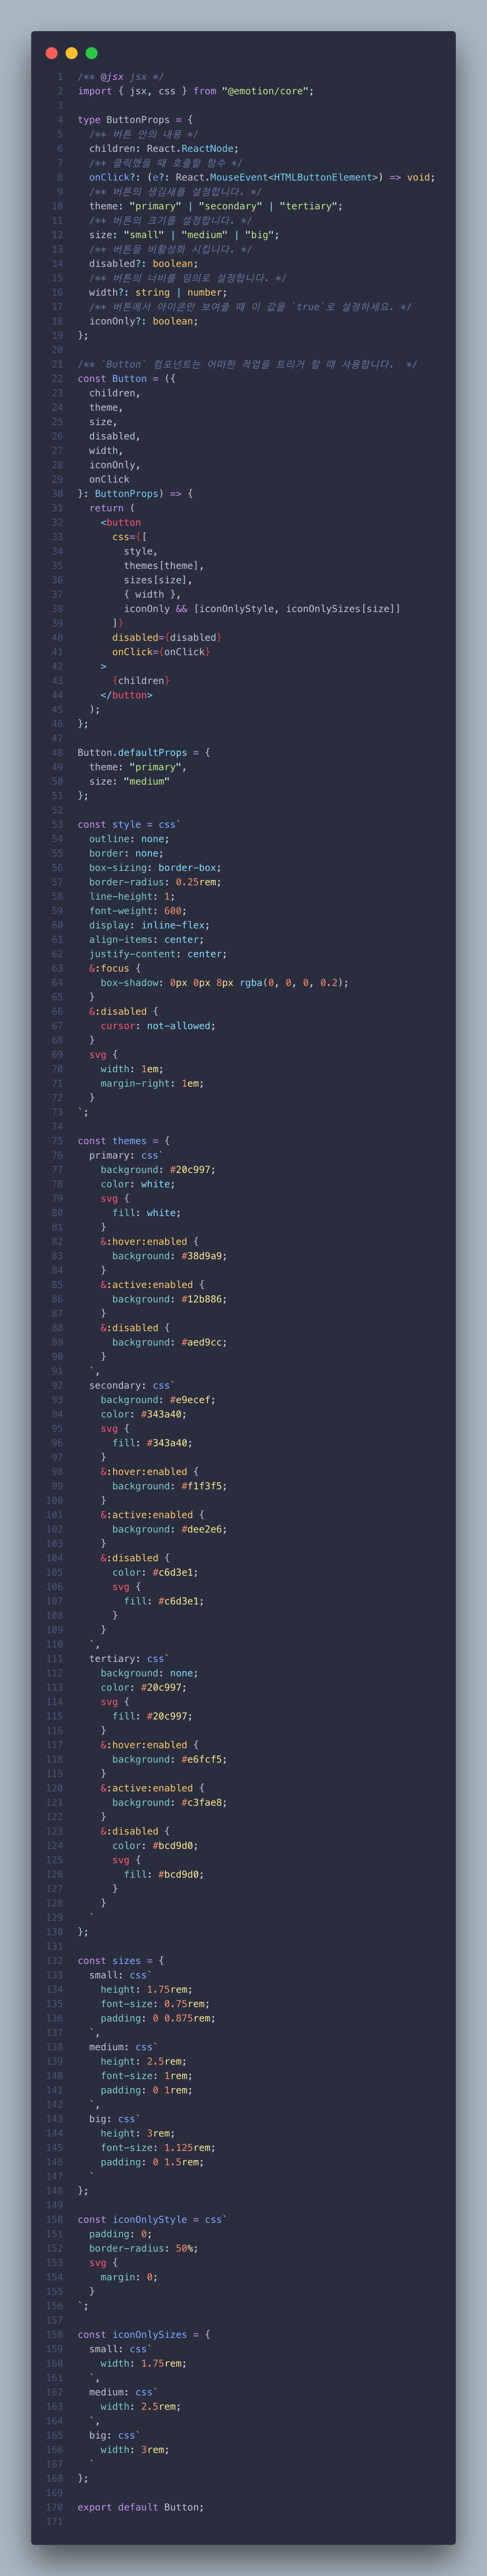 1 /** @jsx jsx */
2 import { jsx, css } from "@emotion/core";
3
4 type ButtonProps = {
5   /** 버튼 안의 내용 */
6   children: React.ReactNode;
7   /** 클릭했을 때 호출할 함수 */
8   onClick?: (e?: React.MouseEvent<HTMLButtonElement>) => void;
9   /** 버튼의 생김새를 설정합니다. */
10   theme: "primary" | "secondary" | "tertiary";
11   /** 버튼의 크기를 설정합니다. */
12   size: "small" | "medium" | "big";
13   /** 버튼을 비활성화 시킵니다. */
14   disabled?: boolean;
15   /** 버튼의 너비를 임의로 설정합니다. */
16   width?: string | number;
17   /** 버튼에서 아이콘만 보여줄 때 이 값을 `true`로 설정하세요. */
18   iconOnly?: boolean;
19 };
20
21 /** `Button` 컴포넌트는 어떠한 작업을 트리거 할 때 사용합니다.  */
22 const Button = ({
23   children,
24   theme,
25   size,
26   disabled,
27   width,
28   iconOnly,
29   onClick
30 }: ButtonProps) => {
31   return (
32     <button
33       css={[
34         style,
35         themes[theme],
36         sizes[size],
37         { width },
38         iconOnly && [iconOnlyStyle, iconOnlySizes[size]]
39       ]}
40       disabled={disabled}
41       onClick={onClick}
42     >
43       {children}
44     </button>
45   );
46 };
47
48 Button.defaultProps = {
49   theme: "primary",
50   size: "medium"
51 };
52
53 const style = css`
54   outline: none;
55   border: none;
56   box-sizing: border-box;
57   border-radius: 0.25rem;
58   line-height: 1;
59   font-weight: 600;
60   display: inline-flex;
61   align-items: center;
62   justify-content: center;
63   &:focus {
64     box-shadow: 0px 0px 8px rgba(0, 0, 0, 0.2);
65   }
66   &:disabled {
67     cursor: not-allowed;
68   }
69   svg {
70     width: 1em;
71     margin-right: 1em;
72   }
73 `;
74
75 const themes = {
76   primary: css`
77     background: #20c997;
78     color: white;
79     svg {
80       fill: white;
81     }
82     &:hover:enabled {
83       background: #38d9a9;
84     }
85     &:active:enabled {
86       background: #12b886;
87     }
88     &:disabled {
89       background: #aed9cc;
90     }
91   `,
92   secondary: css`
93     background: #e9ecef;
94     color: #343a40;
95     svg {
96       fill: #343a40;
97     }
98     &:hover:enabled {
99       background: #f1f3f5;
100     }
101     &:active:enabled {
102       background: #dee2e6;
103     }
104     &:disabled {
105       color: #c6d3e1;
106       svg {
107         fill: #c6d3e1;
108       }
109     }
110   `,
111   tertiary: css`
112     background: none;
113     color: #20c997;
114     svg {
115       fill: #20c997;
116     }
117     &:hover:enabled {
118       background: #e6fcf5;
119     }
120     &:active:enabled {
121       background: #c3fae8;
122     }
123     &:disabled {
124       color: #bcd9d0;
125       svg {
126         fill: #bcd9d0;
127       }
128     }
129   `
130 };
131
132 const sizes = {
133   small: css`
134     height: 1.75rem;
135     font-size: 0.75rem;
136     padding: 0 0.875rem;
137   `,
138   medium: css`
139     height: 2.5rem;
140     font-size: 1rem;
141     padding: 0 1rem;
142   `,
143   big: css`
144     height: 3rem;
145     font-size: 1.125rem;
146     padding: 0 1.5rem;
147   `
148 };
149
150 const iconOnlyStyle = css`
151   padding: 0;
152   border-radius: 50%;
153   svg {
154     margin: 0;
155   }
156 `;
157
158 const iconOnlySizes = {
159   small: css`
160     width: 1.75rem;
161   `,
162   medium: css`
163     width: 2.5rem;
164   `,
165   big: css`
166     width: 3rem;
167   `
168 };
169
170 export default Button;
171